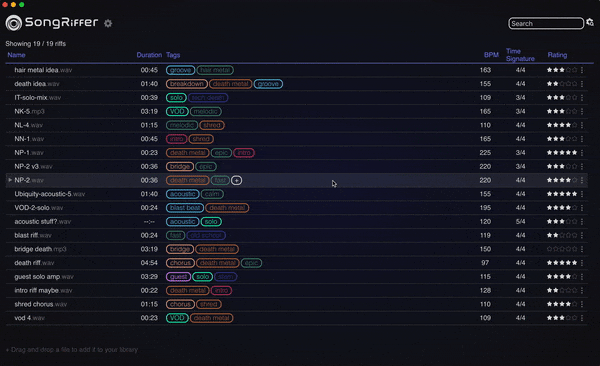 SongRiffer
Search
Showing 19 / 19 riffs
Name Duration Tags BPM Time Signature Rating
hair metal idea.wav 00:45 groove hair metal 163 4/4
death idea.wav 01:40 breakdown death metal groove 155 4/4
IT-solo-mix.wav 00:39 solo tech death 109 3/4
NK-5.mp3 03:19 VOD melodic 165 3/4
NL-4.wav 01:15 melodic shred 110 4/4
NN-1.wav 00:45 intro shred 165 4/4
NP-1.wav 00:23 death metal epic intro 225 3/4
NP-2 v3.wav 00:36 bridge epic 220 3/4
NP-2.wav 00:36 death metal fast + 220 4/4
Ubiquity-acoustic-5.wav 01:40 acoustic calm 155 4/4
VOD-2-solo.wav 00:24 blast beat death metal 195 4/4
acoustic stuff?.wav --:-- acoustic solo 120 5/4
blast riff.wav 00:24 fast old school 119 4/4
bridge death.mp3 03:19 bridge death metal 150 4/4
death riff.wav 04:54 chorus death metal epic 97 4/4
guest solo amp.wav 03:29 guest solo 115 4/4
intro riff maybe.wav 00:22 death metal intro 128 4/4
shred chorus.wav 01:15 chorus shred 110 4/4
vod 4.wav 00:23 VOD death metal 109 4/4
+ Drag and drop a file to add it to your library